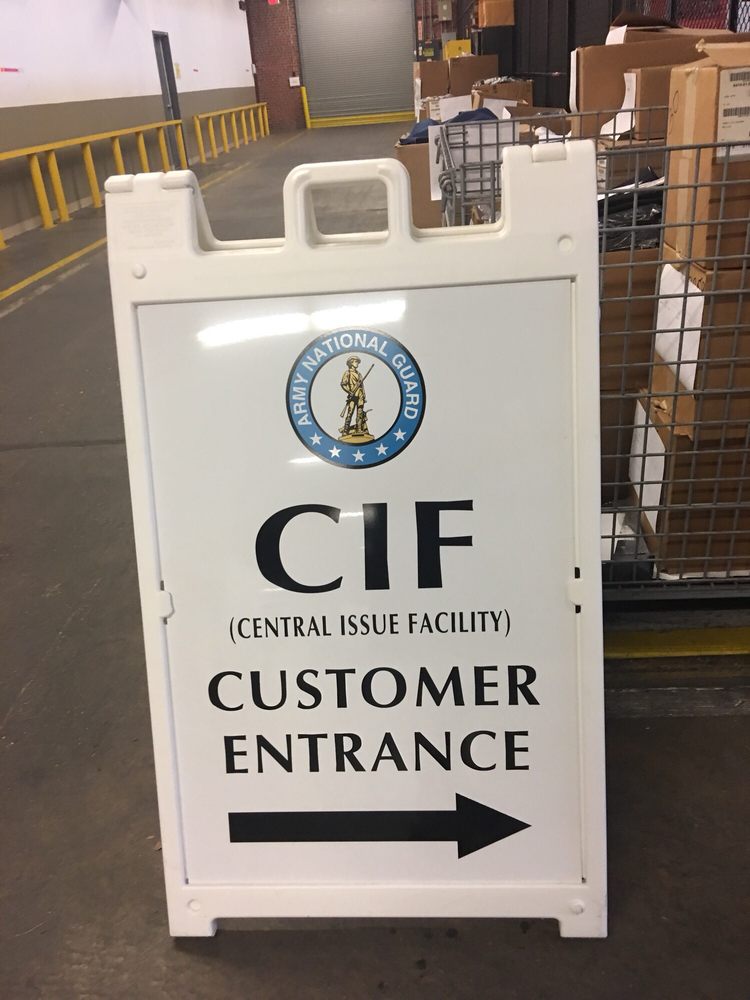 ARMY NATIONAL GUARD
CIF
(CENTRAL ISSUE FACILITY)
CUSTOMER
ENTRANCE